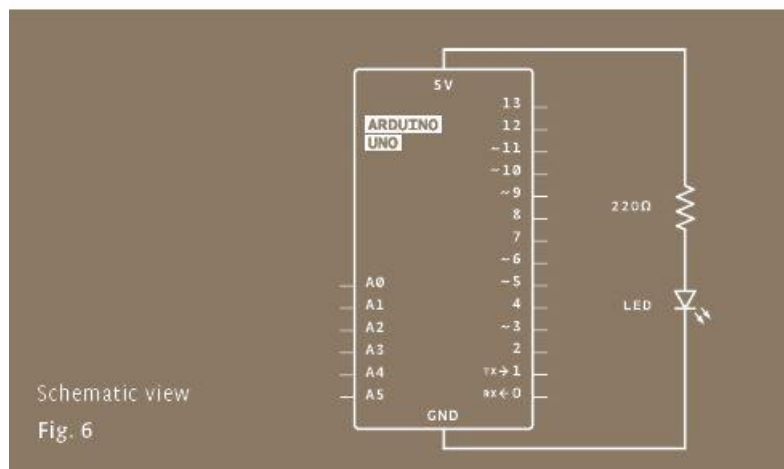 5V
ARDUINO
UNO
13
12
~11
~10
~9
8
7
~6
~5
4
~3
2
TX→1
RX←0
A0
A1
A2
A3
A4
A5
GND
220Ω
LED
Schematic view
Fig. 6